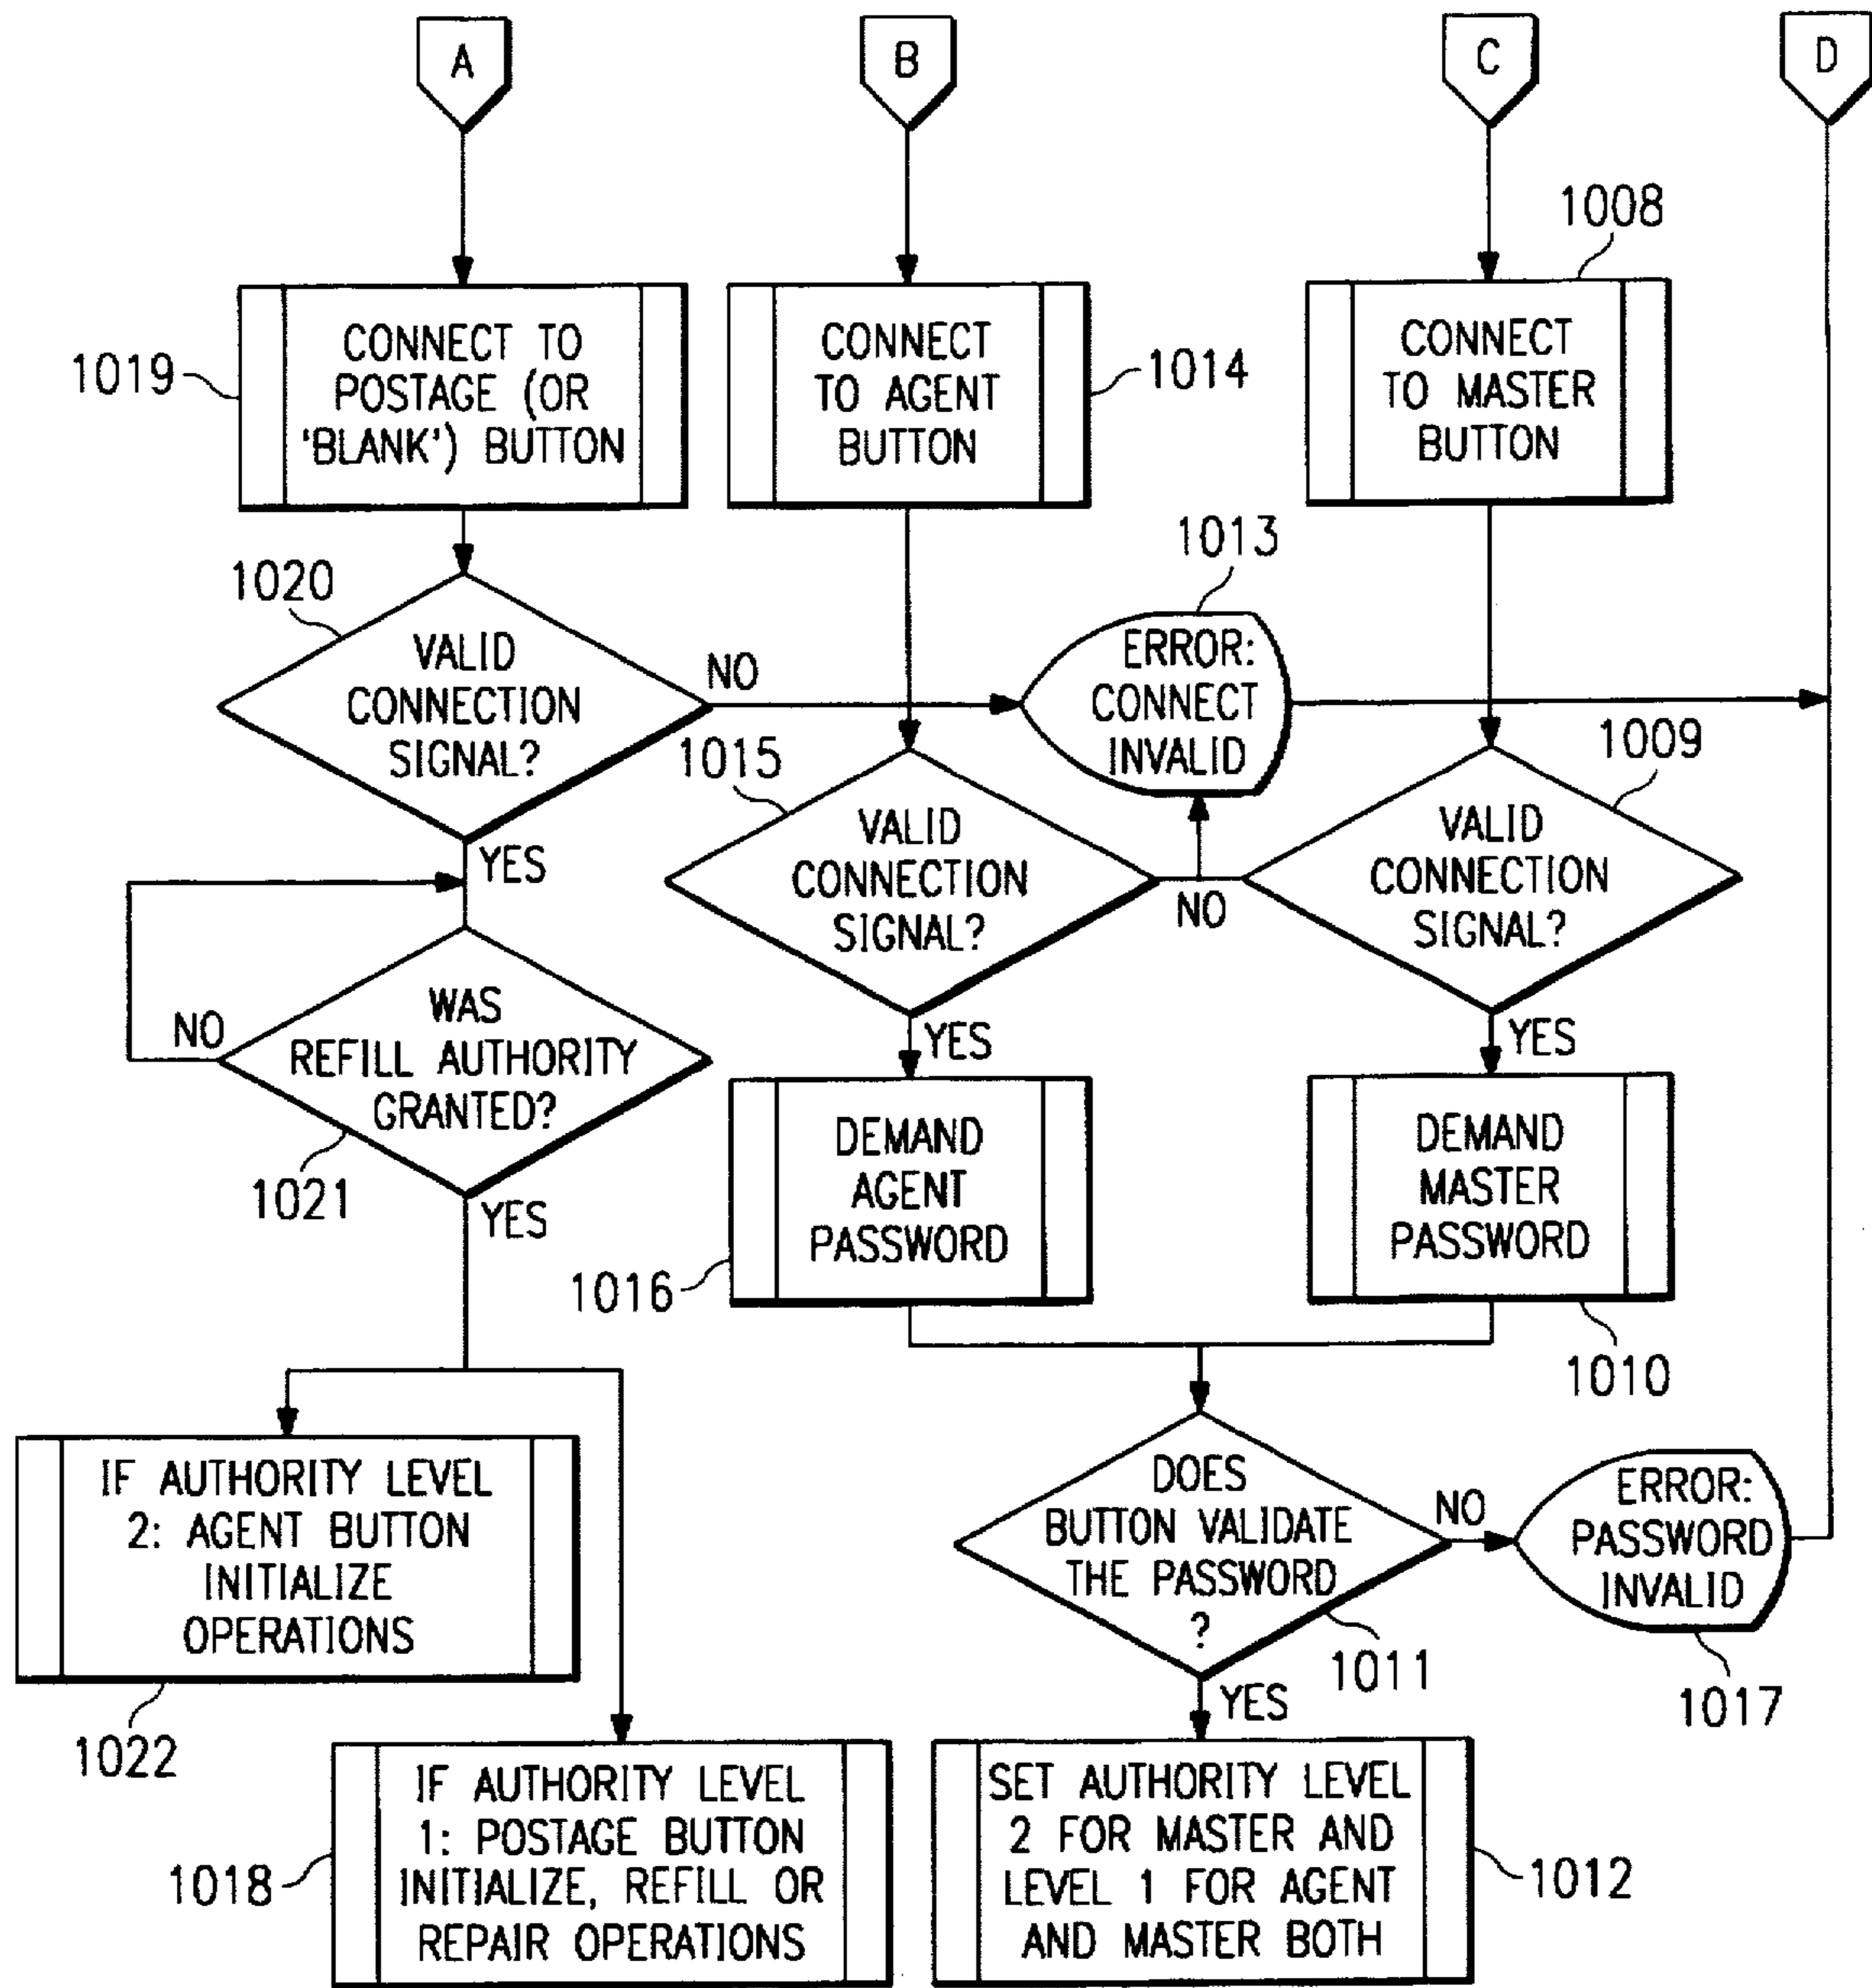 A
B
C
D
1008
CONNECT TO
POSTAGE (OR
'BLANK') BUTTON
1019
CONNECT
TO AGENT
BUTTON
1014
CONNECT
TO MASTER
BUTTON
1013
1020
VALID
CONNECTION
SIGNAL?
NO
ERROR:
CONNECT
INVALID
1015
1009
YES
VALID
CONNECTION
SIGNAL?
NO
VALID
CONNECTION
SIGNAL?
NO
WAS
REFILL AUTHORITY
GRANTED?
YES
YES
1021
YES
DEMAND
AGENT
PASSWORD
1016
DEMAND
MASTER
PASSWORD
1010
IF AUTHORITY LEVEL
2: AGENT BUTTON
INITIALIZE
OPERATIONS
1022
DOES
BUTTON VALIDATE
THE PASSWORD
?
NO
1011
ERROR:
PASSWORD
INVALID
1017
YES
IF AUTHORITY LEVEL
1: POSTAGE BUTTON
INITIALIZE, REFILL OR
REPAIR OPERATIONS
1018
SET AUTHORITY LEVEL
2 FOR MASTER AND
LEVEL 1 FOR AGENT
AND MASTER BOTH
1012